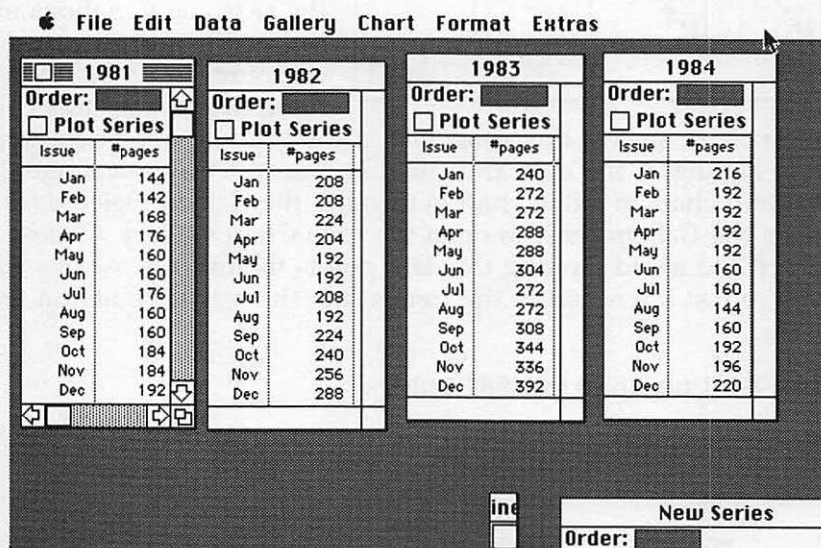 File Edit Data Gallery Chart Format Extras
1981
Order:
Plot Series
Issue #pages
Jan 144
Feb 142
Mar 168
Apr 176
May 160
Jun 160
Jul 176
Aug 160
Sep 160
Oct 184
Nov 184
Dec 192
1982
Order:
Plot Series
Issue #pages
Jan 208
Feb 208
Mar 224
Apr 204
May 192
Jun 192
Jul 208
Aug 192
Sep 224
Oct 240
Nov 256
Dec 288
1983
Order:
Plot Series
Issue #pages
Jan 240
Feb 272
Mar 272
Apr 288
May 288
Jun 304
Jul 272
Aug 272
Sep 308
Oct 344
Nov 336
Dec 392
1984
Order:
Plot Series
Issue #pages
Jan 216
Feb 192
Mar 192
Apr 192
May 192
Jun 160
Jul 160
Aug 144
Sep 160
Oct 192
Nov 196
Dec 220
ine
New Series
Order: